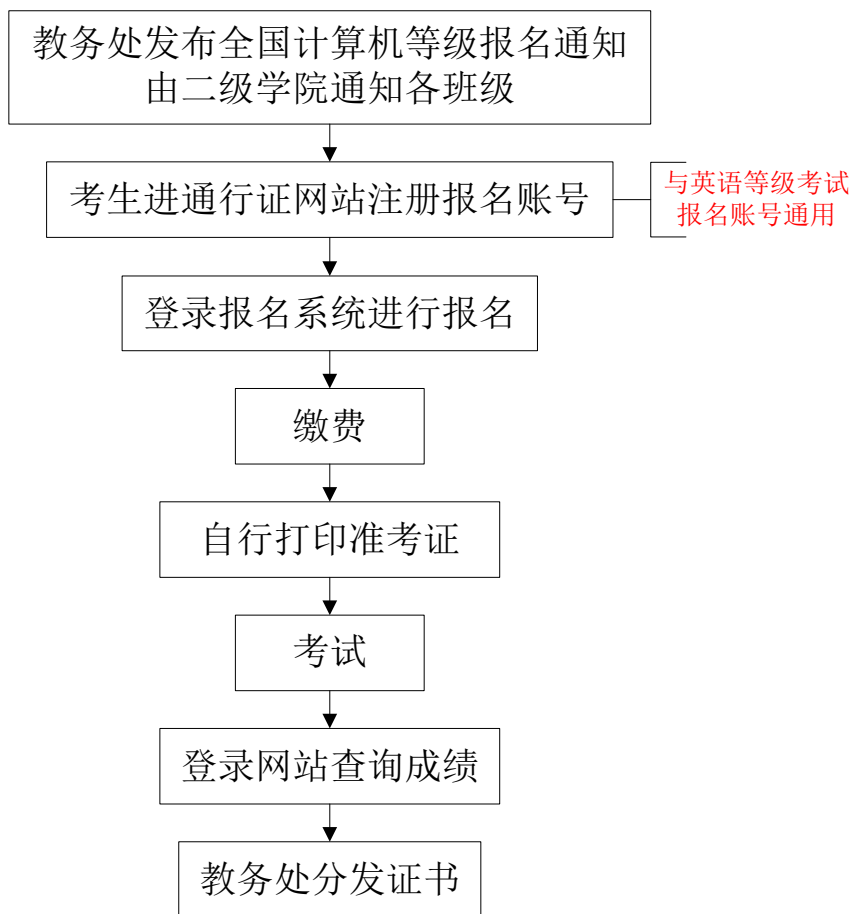 教务处发布全国计算机等级报名通知
由二级学院通知各班级
考生进通行证网站注册报名账号
与英语等级考试
报名账号通用
登录报名系统进行报名
缴费
自行打印准考证
考试
登录网站查询成绩
教务处分发证书